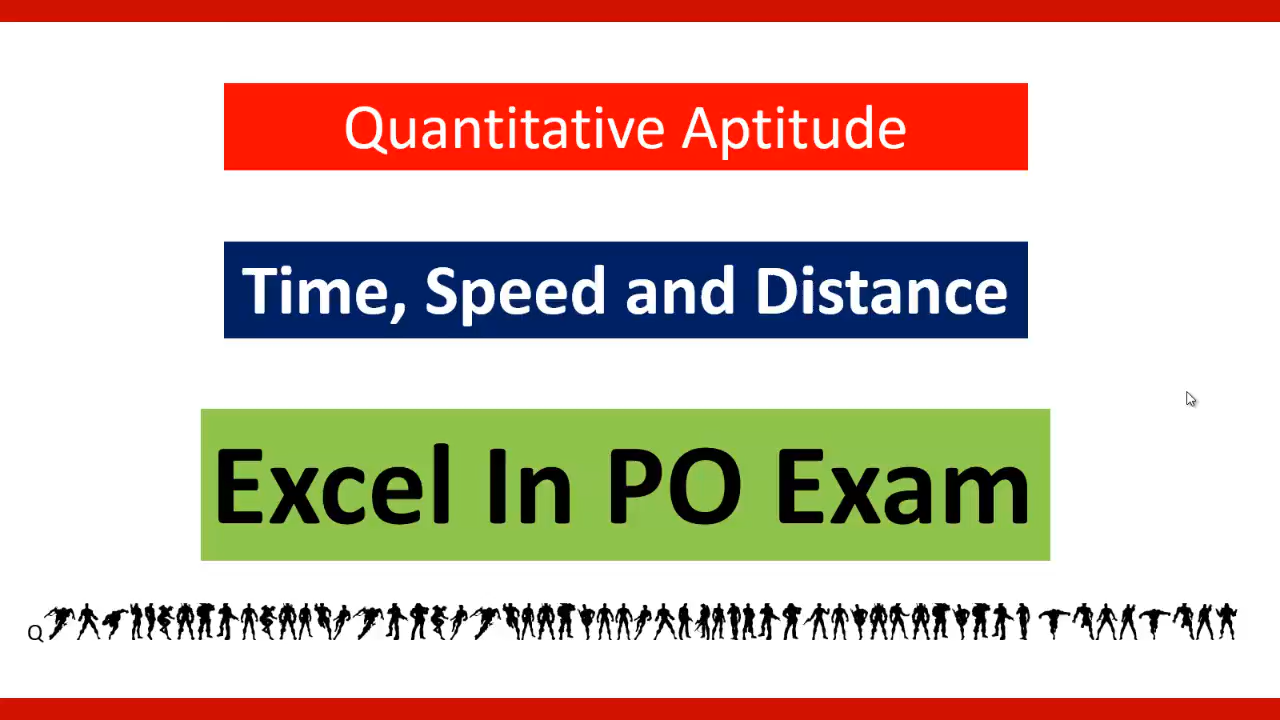 Quantitative Aptitude
Time, Speed and Distance
Excel In PO Exam
Q